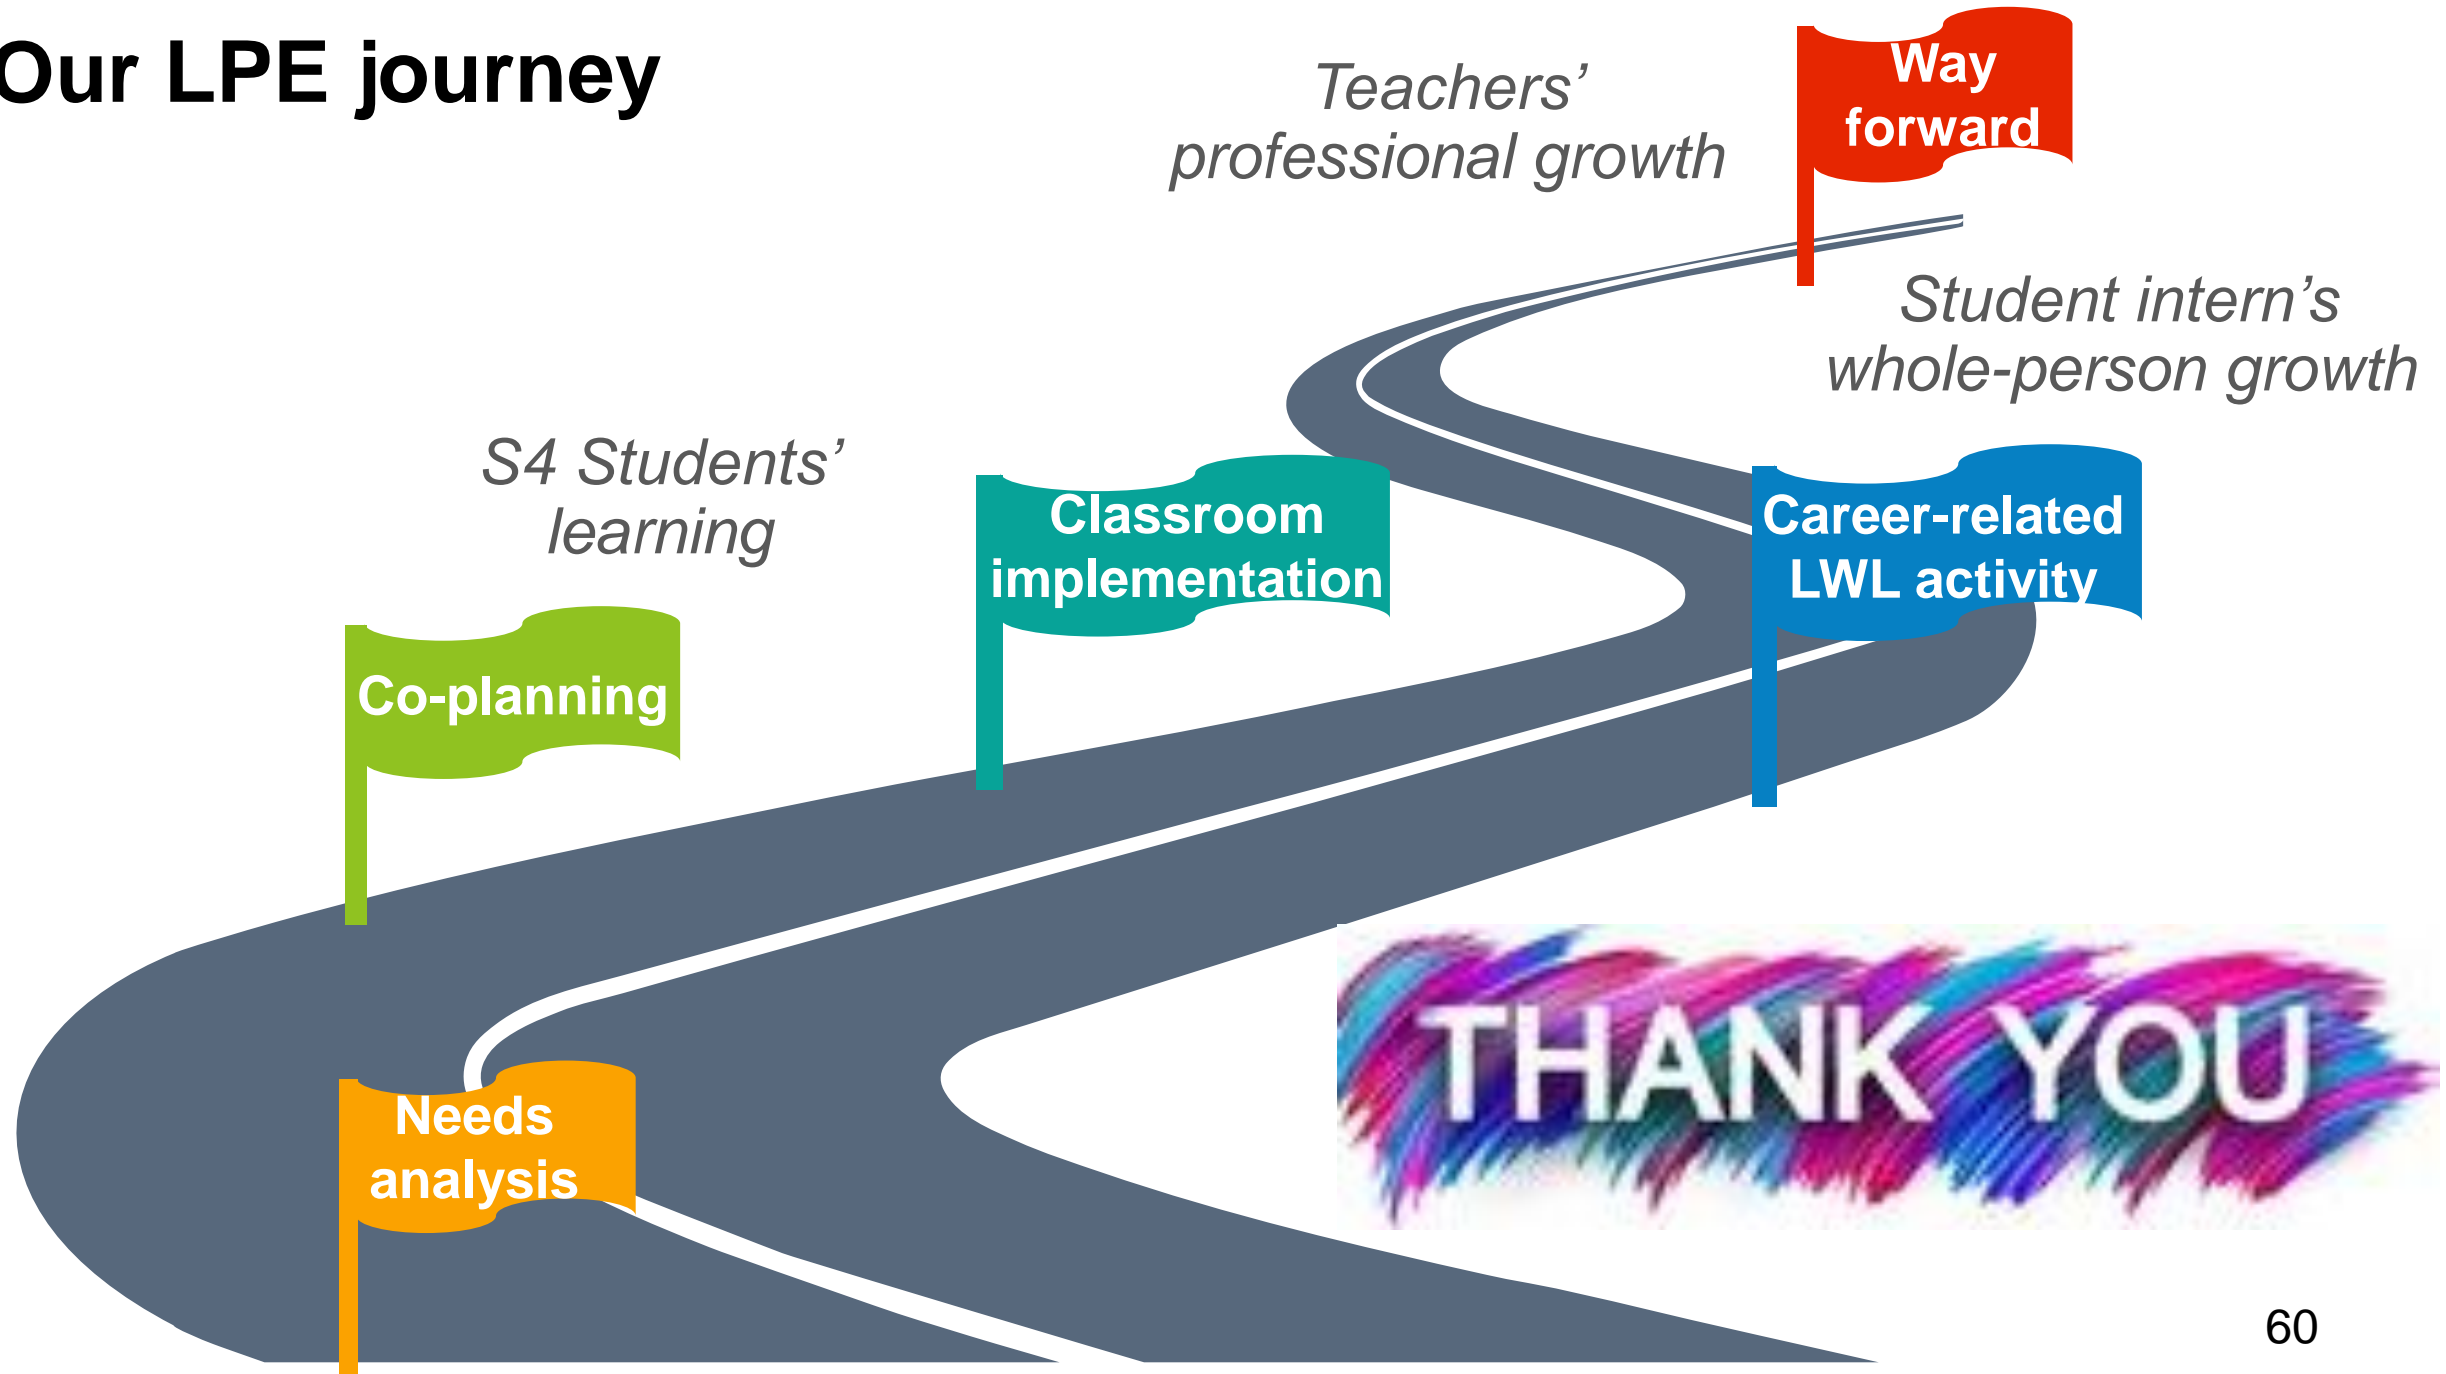 Our LPE journey
Teachers’
professional growth
Way
forward
Student intern’s
whole-person growth
S4 Students’
learning
Classroom
implementation
Career-related
LWL activity
Co-planning
Needs
analysis
THANK YOU
60